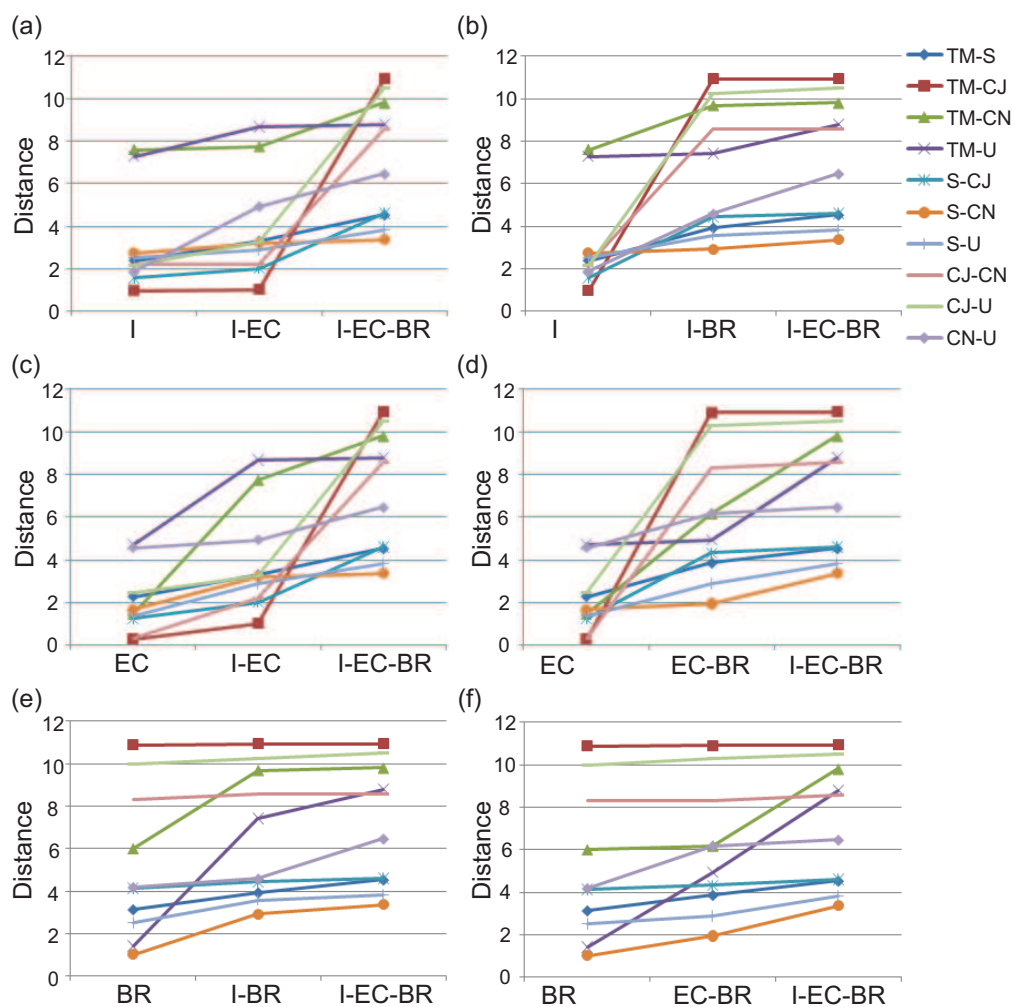 (a)
12
10
8
6
4
2
0
Distance
I
I-EC
I-EC-BR
(b)
12
10
8
6
4
2
0
Distance
I
I-BR
I-EC-BR
TM-S
TM-CJ
TM-CN
TM-U
S-CJ
S-CN
S-U
CJ-CN
CJ-U
CN-U
(c)
12
10
8
6
4
2
0
Distance
EC
I-EC
I-EC-BR
(d)
12
10
8
6
4
2
0
Distance
EC
EC-BR
I-EC-BR
(e)
12
10
8
6
4
2
0
Distance
BR
I-BR
I-EC-BR
(f)
12
10
8
6
4
2
0
Distance
BR
EC-BR
I-EC-BR